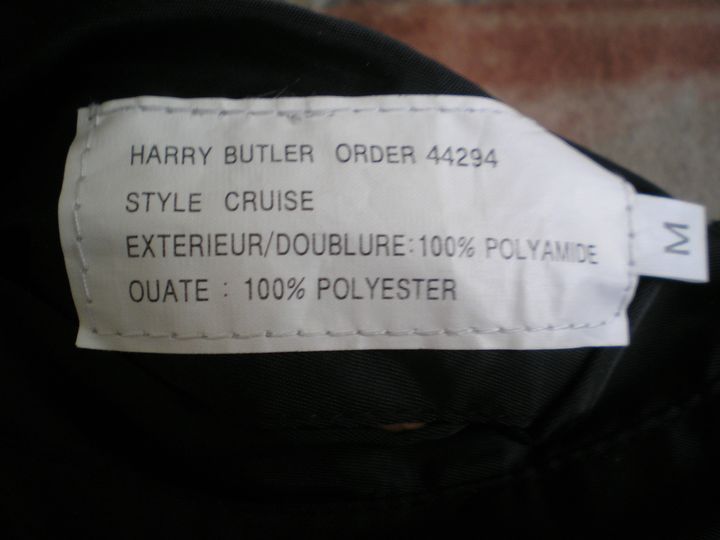 HARRY BUTLER ORDER 44294
STYLE CRUISE
EXTERIEUR/DOUBLURE:100% POLYAMIDE
OUATE : 100% POLYESTER
M